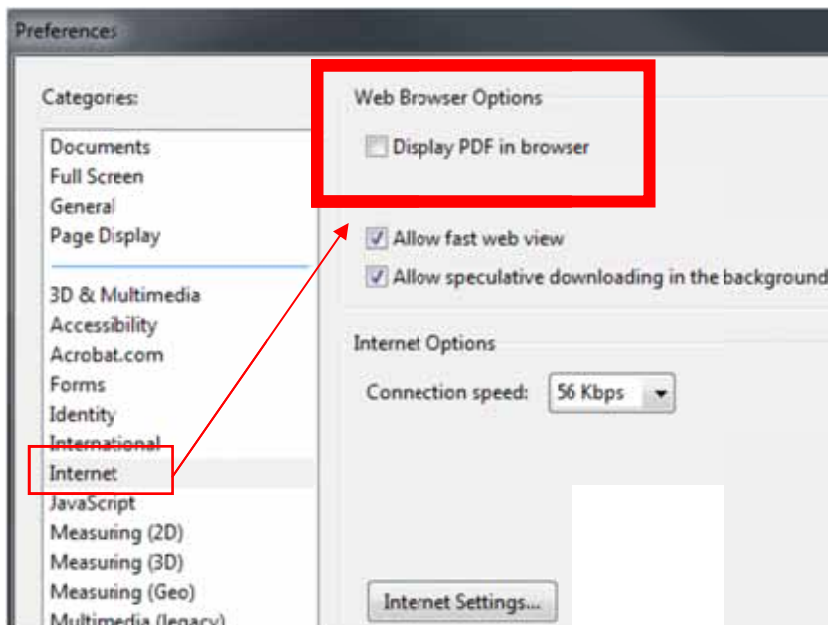 Preferences
Categories:
Documents
Full Screen
General
Page Display
3D & Multimedia
Accessibility
Acrobat.com
Forms
Identity
International
Internet
JavaScript
Measuring (2D)
Measuring (3D)
Measuring (Geo)
Multimedia (legacy)
Web Browser Options
Display PDF in browser
Allow fast web view
Allow speculative downloading in the background
Internet Options
Connection speed: 56 Kbps
Internet Settings...